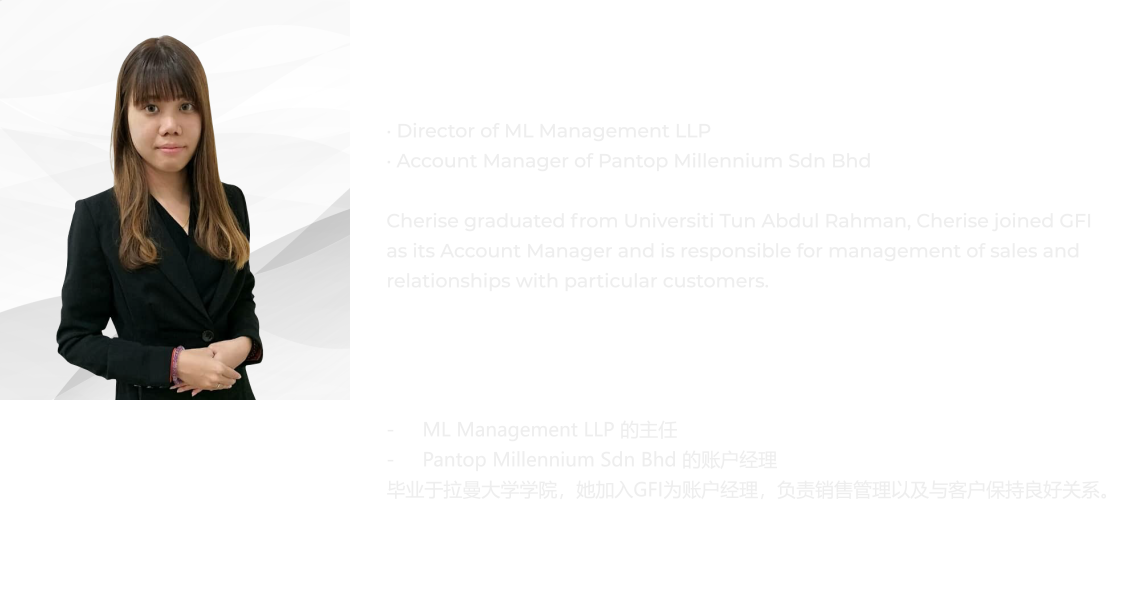 · Director of ML Management LLP
· Account Manager of Pantop Millennium Sdn Bhd
Cherise graduated from Universiti Tun Abdul Rahman, Cherise joined GFI
as its Account Manager and is responsible for management of sales and
relationships with particular customers.
- ML Management LLP 的主任
- Pantop Millennium Sdn Bhd 的账户经理
毕业于拉曼大学学院，她加入GFI为账户经理，负责销售管理以及与客户保持良好关系。